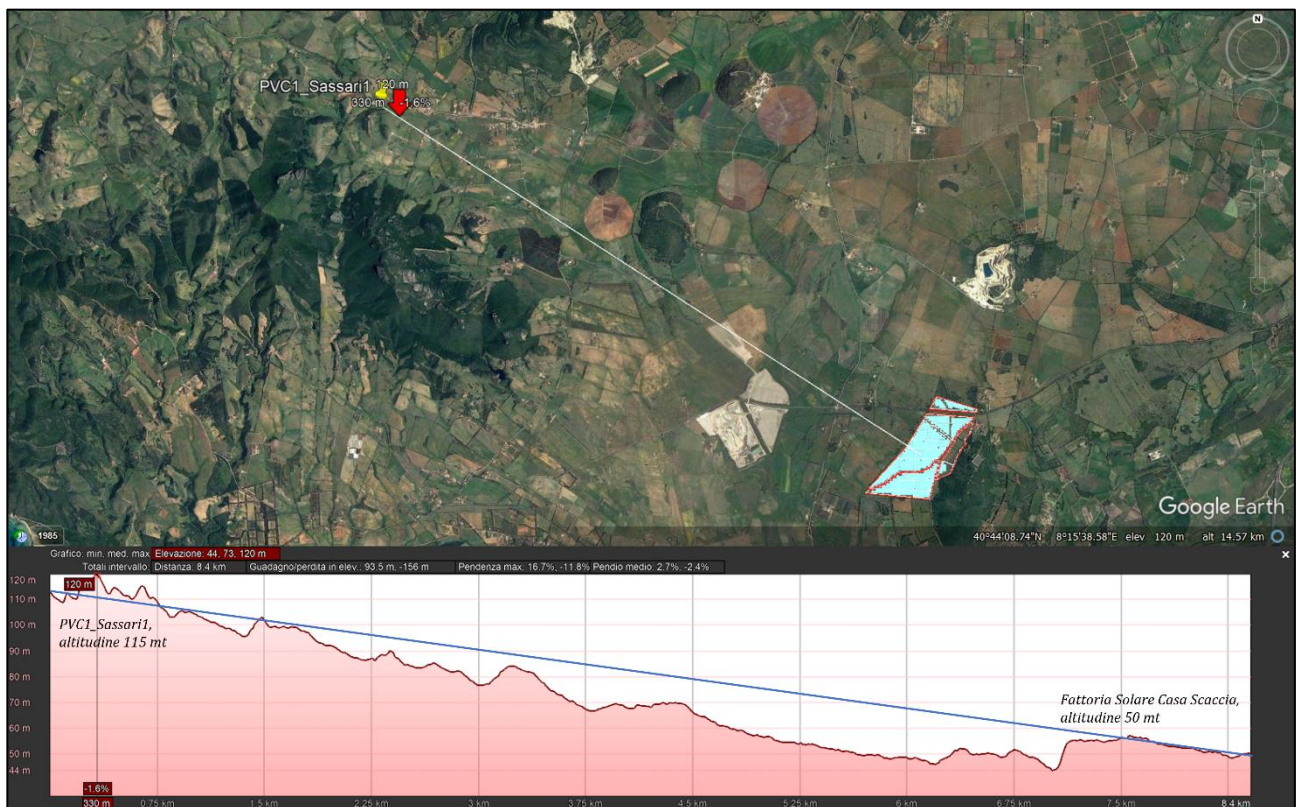 N
PVC1_Sassari1 120 m
330 m -1.6%
Google Earth
1985
40°44'08.74"N 8°15'38.58"E elev 120 m alt 14.57 km
Grafico: min. med. max Elevazione: 44, 73, 120 m
Totali intervallo: Distanza: 8.4 km Guadagno/perdita in elev.: 93.5 m, -156 m Pendenza max: 16.7%, -11.8% Pendio medio: 2.7%, -2.4%
120 m
120 m
110 m
PVC1_Sassari1,
altitudine 115 mt
100 m
90 m
80 m
70 m
Fattoria Solare Casa Scaccia,
altitudine 50 mt
60 m
50 m
44 m
-1.6%
330 m 0.75 km 1.5 km 2.25 km 3 km 3.75 km 4.5 km 5.25 km 6 km 6.2 km 6.75 km 7.5 km 8.4 km